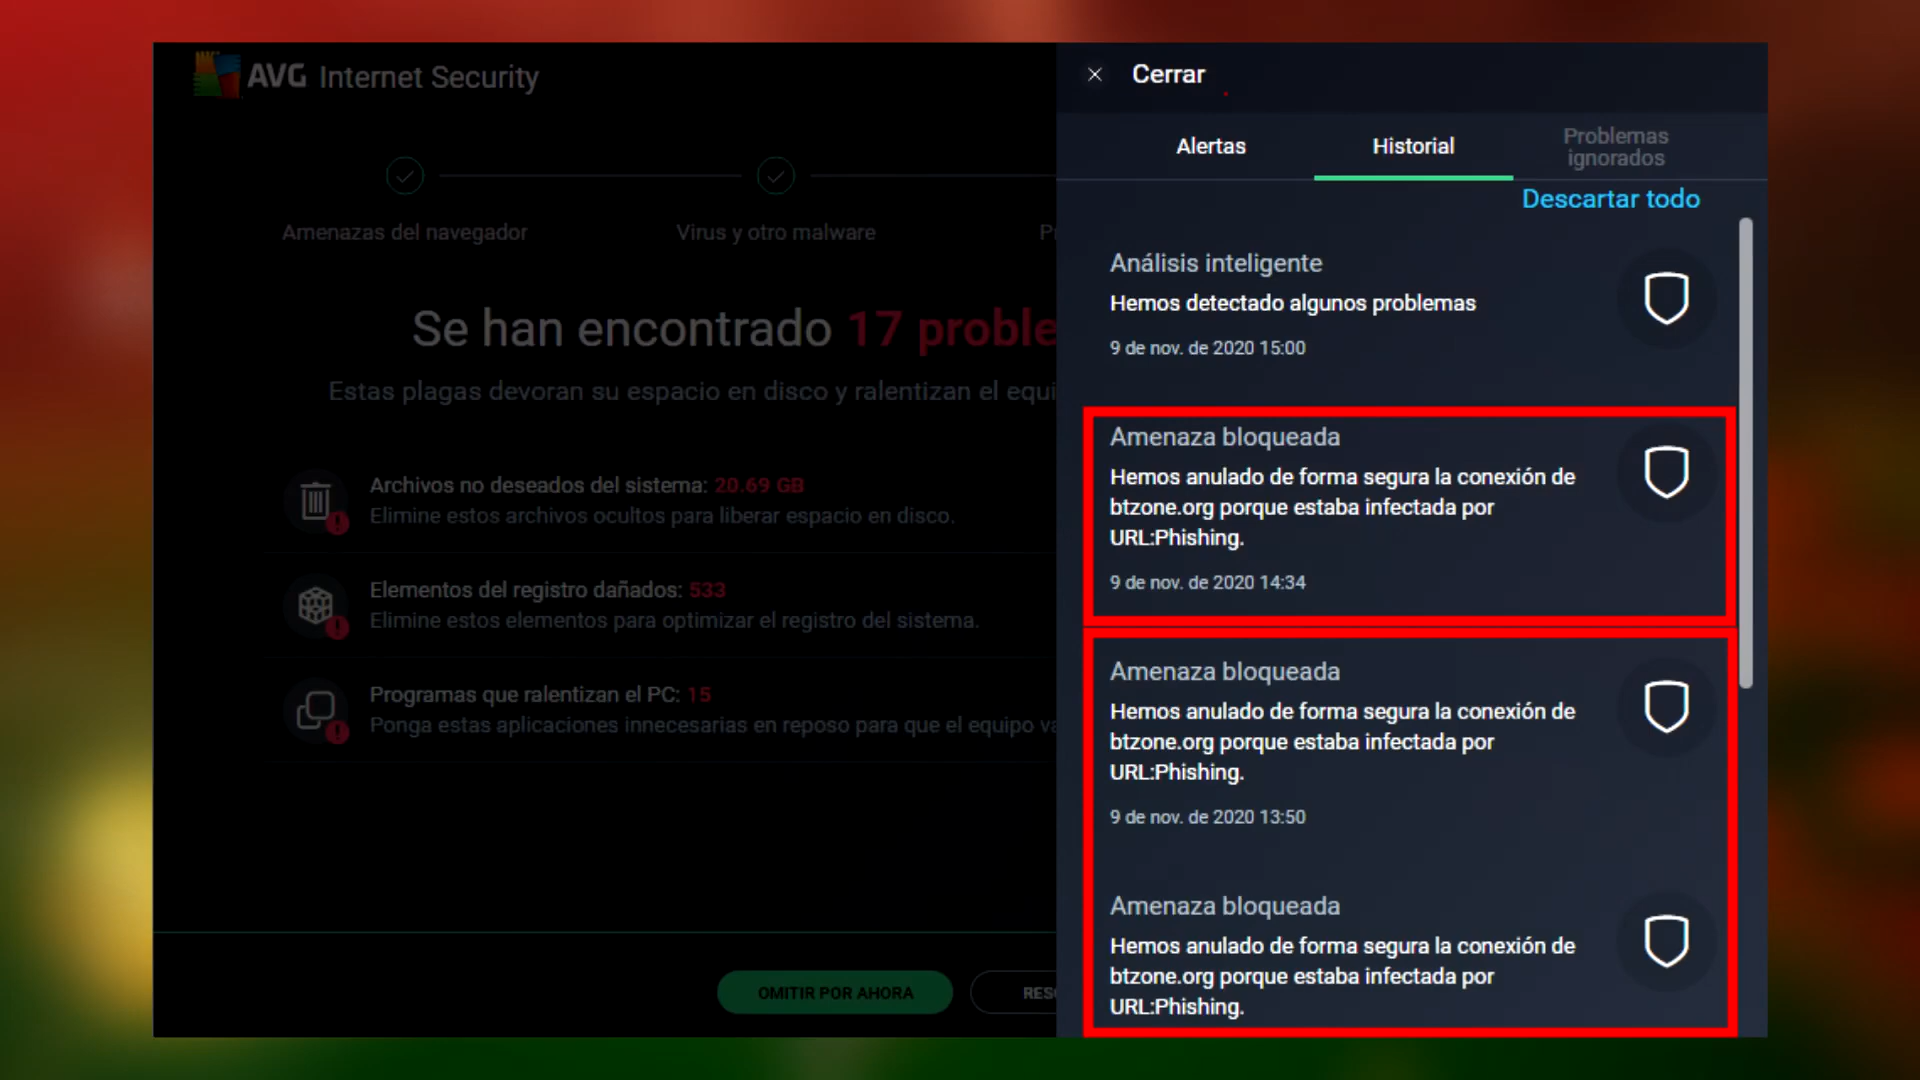 AVG Internet Security
Amenazas del navegador
Virus y otro malware
Se han encontrado 17 proble
Estas plagas devoran su espacio en disco y ralentizan el equi
Archivos no deseados del sistema: 20.69 GB
Elimine estos archivos ocultos para liberar espacio en disco.
Elementos del registro dañados: 533
Elimine estos elementos para optimizar el registro del sistema.
Programas que ralentizan el PC: 15
Ponga estas aplicaciones innecesarias en reposo para que el equipo va
OMITIR POR AHORA
Cerrar
Alertas
Historial
Problemas
ignorados
Descartar todo
Análisis inteligente
Hemos detectado algunos problemas
9 de nov. de 2020 15:00
Amenaza bloqueada
Hemos anulado de forma segura la conexión de
btzone.org porque estaba infectada por
URL:Phishing.
9 de nov. de 2020 14:34
Amenaza bloqueada
Hemos anulado de forma segura la conexión de
btzone.org porque estaba infectada por
URL:Phishing.
9 de nov. de 2020 13:50
Amenaza bloqueada
Hemos anulado de forma segura la conexión de
btzone.org porque estaba infectada por
URL:Phishing.